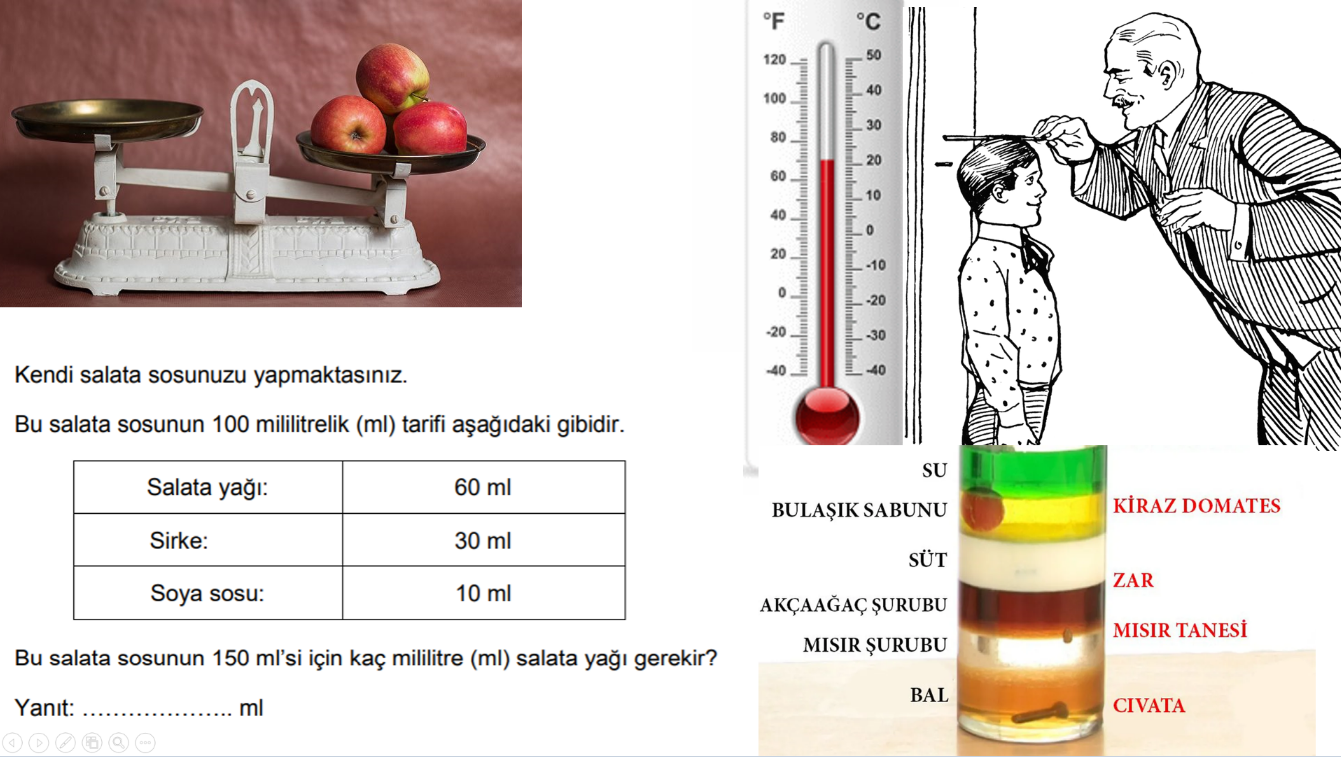 Kendi salata sosunuzu yapmaktasınız.
Bu salata sosunun 100 mililitrelik (ml) tarifi aşağıdaki gibidir.
Salata yağı: 60 ml
Sirke: 30 ml
Soya sosu: 10 ml
Bu salata sosunun 150 ml’si için kaç mililitre (ml) salata yağı gerekir?
Yanıt: ……………….. ml
°F °C
120 50
100 40
80 30
60 20
40 10
20 0
0 -10
-20 -20
-40 -30
-40
SU
BULAŞIK SABUNU
SÜT
AKÇAAĞAÇ ŞURUBU
MISIR ŞURUBU
BAL
KİRAZ DOMATES
ZAR
MISIR TANESİ
CIVATA